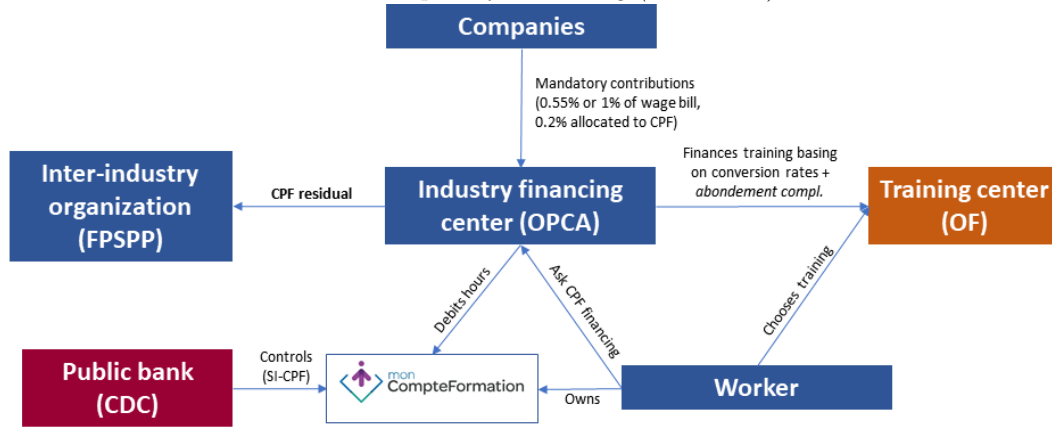 Companies
Mandatory contributions
(0.55% or 1% of wage bill,
0.2% allocated to CPF)
Inter-industry
organization
(FPSPP)
CPF residual
Industry financing
center (OPCA)
Finances training basing
on conversion rates +
abondement compl.
Training center
(OF)
Debits hours
Ask CPF financing
Chooses training
Public bank
(CDC)
Controls
(SI-CPF)
mon
CompteFormation
Owns
Worker